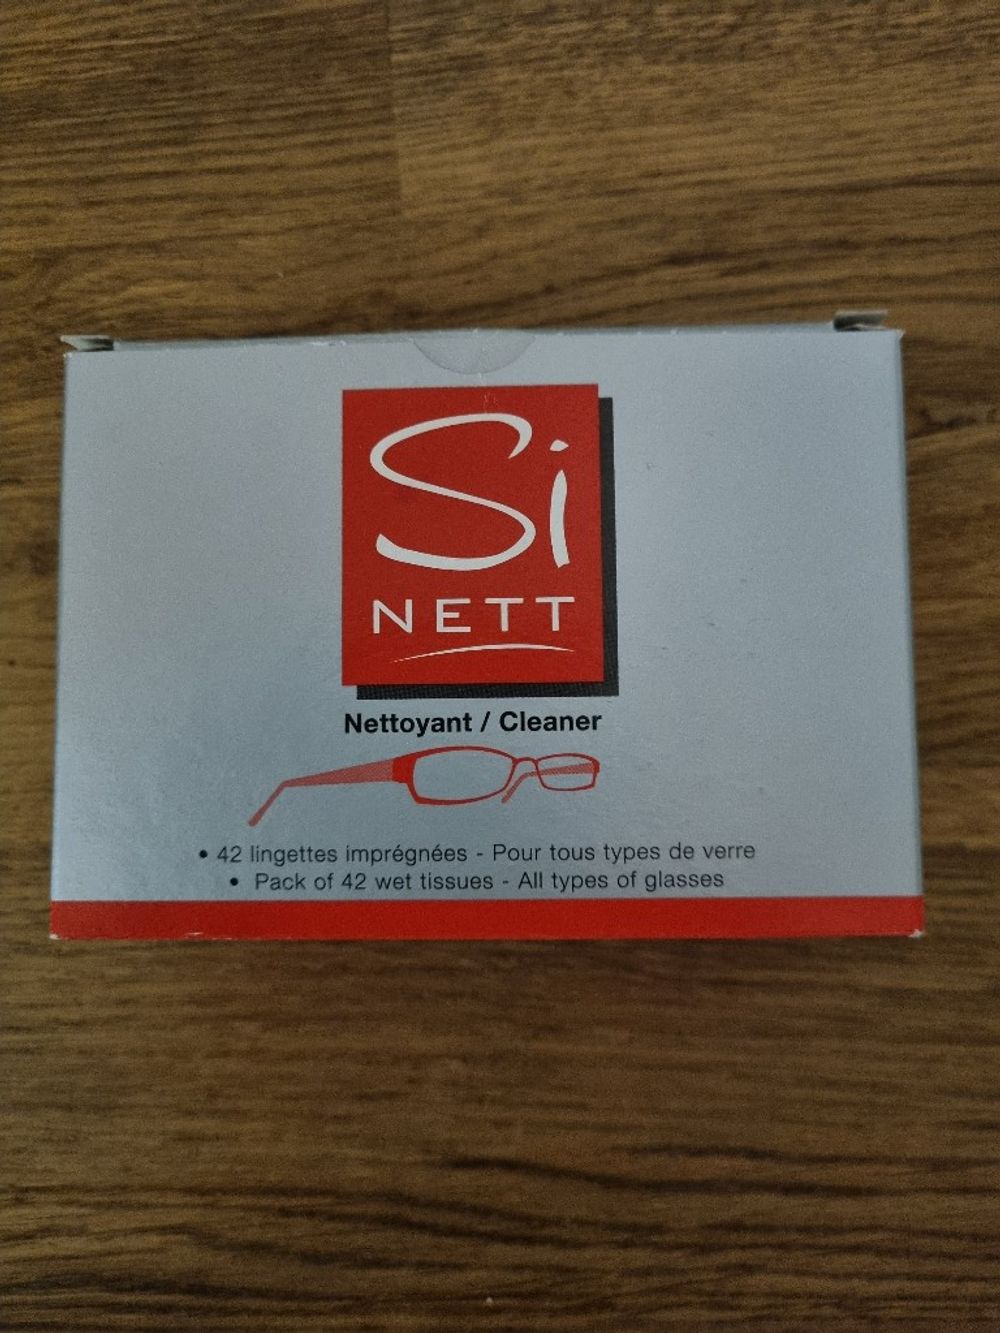 Si
NETT
Nettoyant / Cleaner
• 42 lingettes imprégnées - Pour tous types de verre
• Pack of 42 wet tissues - All types of glasses